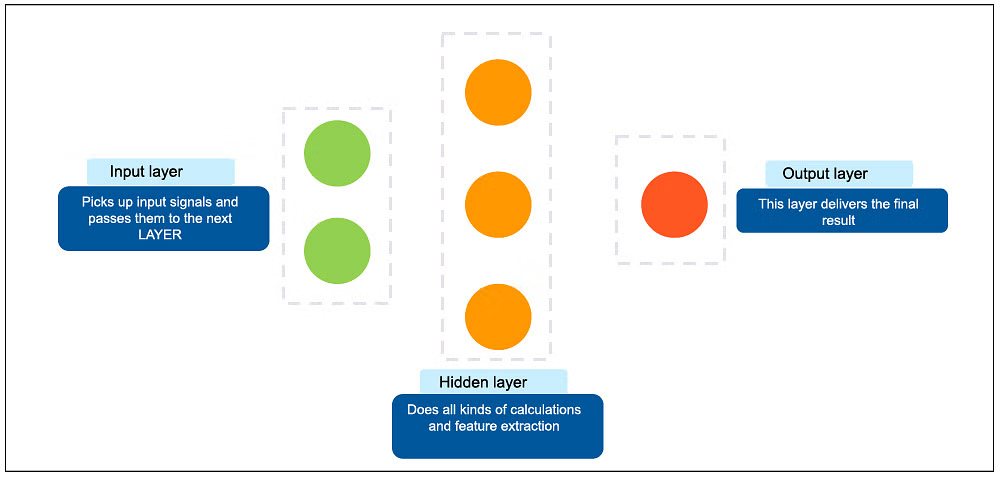 Input layer
Picks up input signals and
passes them to the next
LAYER
Hidden layer
Does all kinds of calculations
and feature extraction
Output layer
This layer delivers the final
result